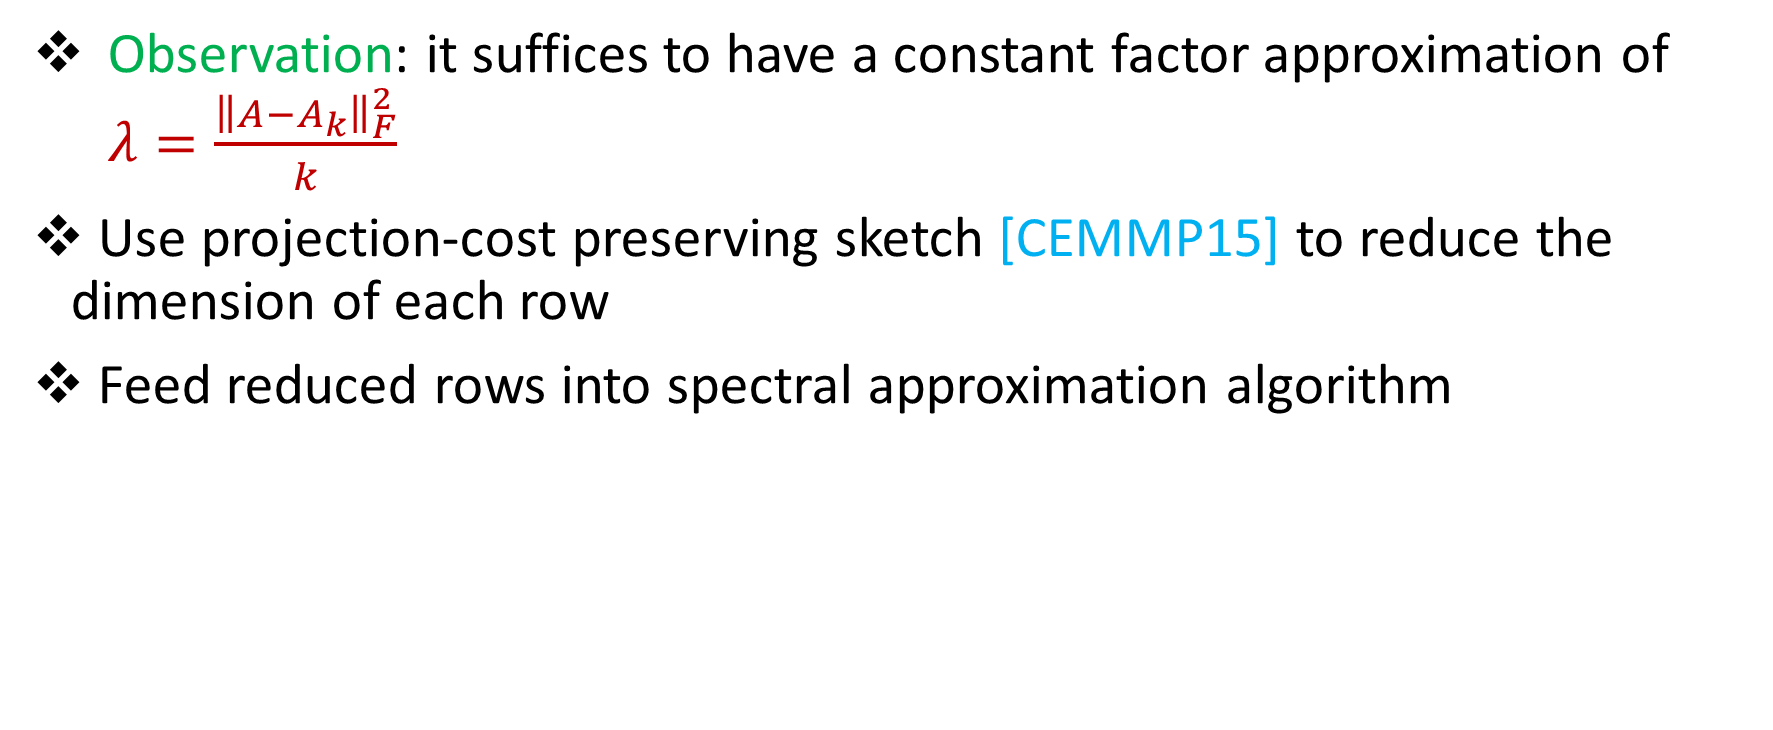 ❖ Observation: it suffices to have a constant factor approximation of
λ = ‖A−A_k‖_F^2 / k
❖ Use projection-cost preserving sketch [CEMMP15] to reduce the
dimension of each row
❖ Feed reduced rows into spectral approximation algorithm